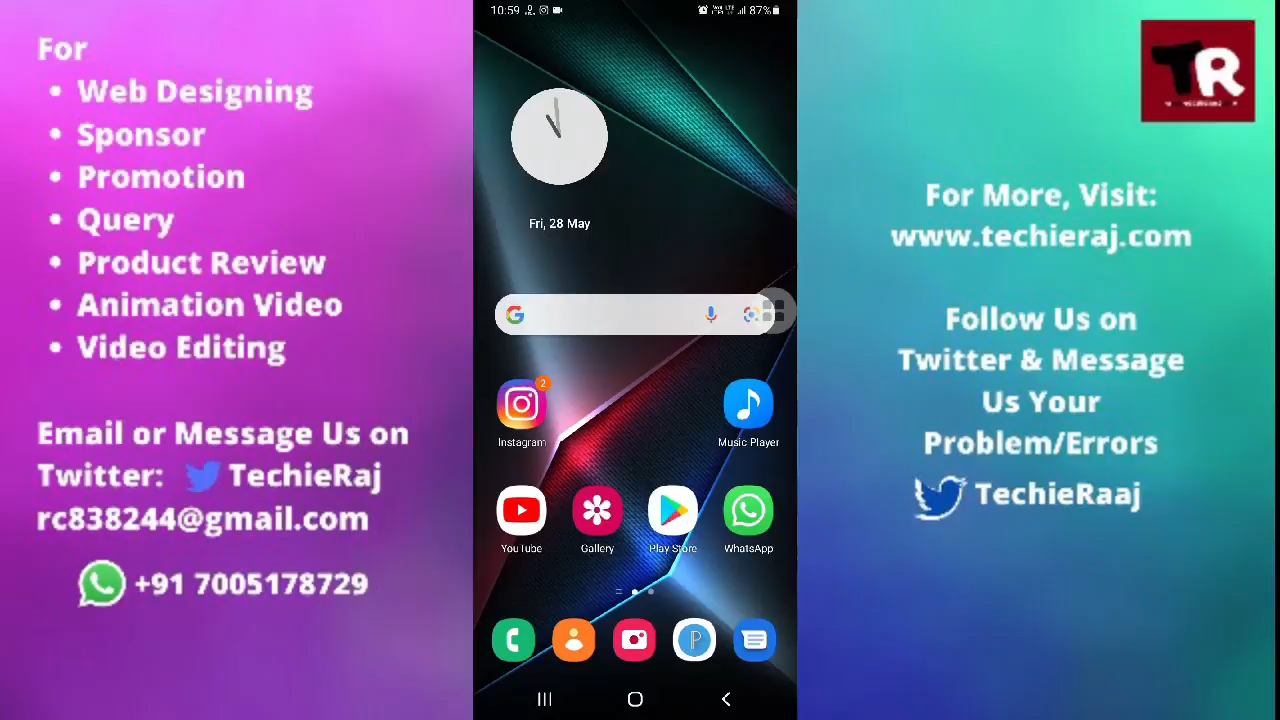 For
• Web Designing
• Sponsor
• Promotion
• Query
• Product Review
• Animation Video
• Video Editing
Email or Message Us on
Twitter: TechieRaj
rc838244@gmail.com
+91 7005178729
10:59
87%
Fri, 28 May
2
Instagram
Music Player
YouTube
Gallery
Play Store
WhatsApp
TR
For More, Visit:
www.techieraj.com
Follow Us on
Twitter & Message
Us Your
Problem/Errors
TechieRaaj